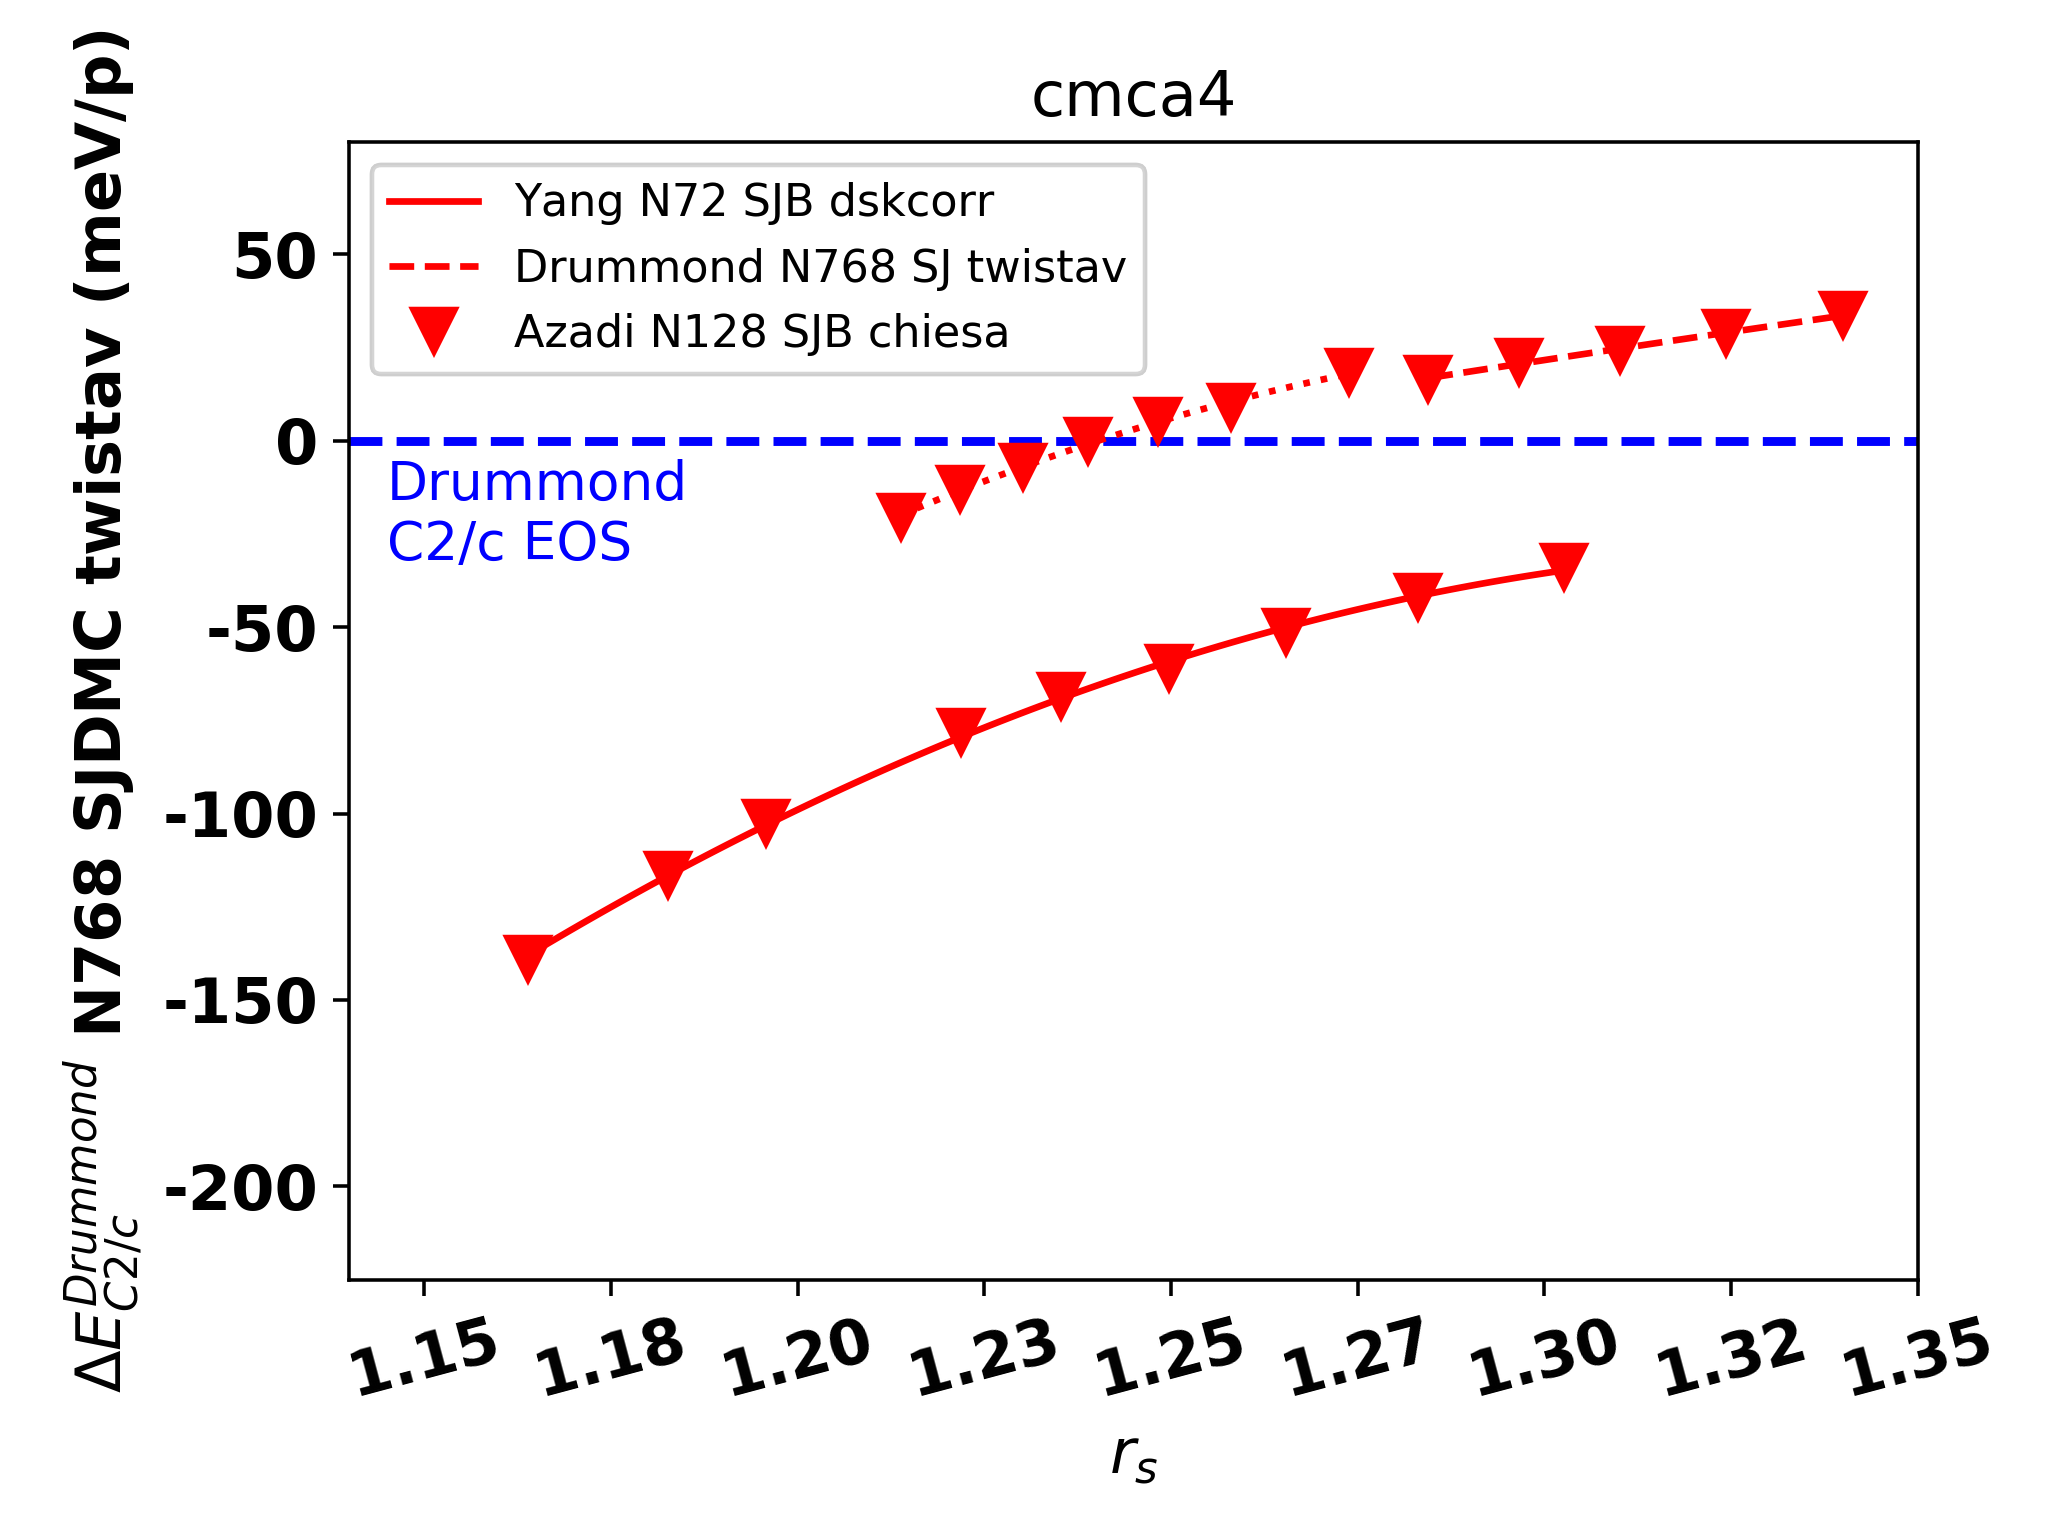 cmca4
Yang N72 SJB dskcorr
Drummond N768 SJ twistav
Azadi N128 SJB chiesa
ΔE^{Drummond}_{C2/c} N768 SJDMC twistav (meV/p)
50
0
-50
-100
-150
-200
Drummond
C2/c EOS
1.15 1.18 1.20 1.23 1.25 1.27 1.30 1.32 1.35
r_s